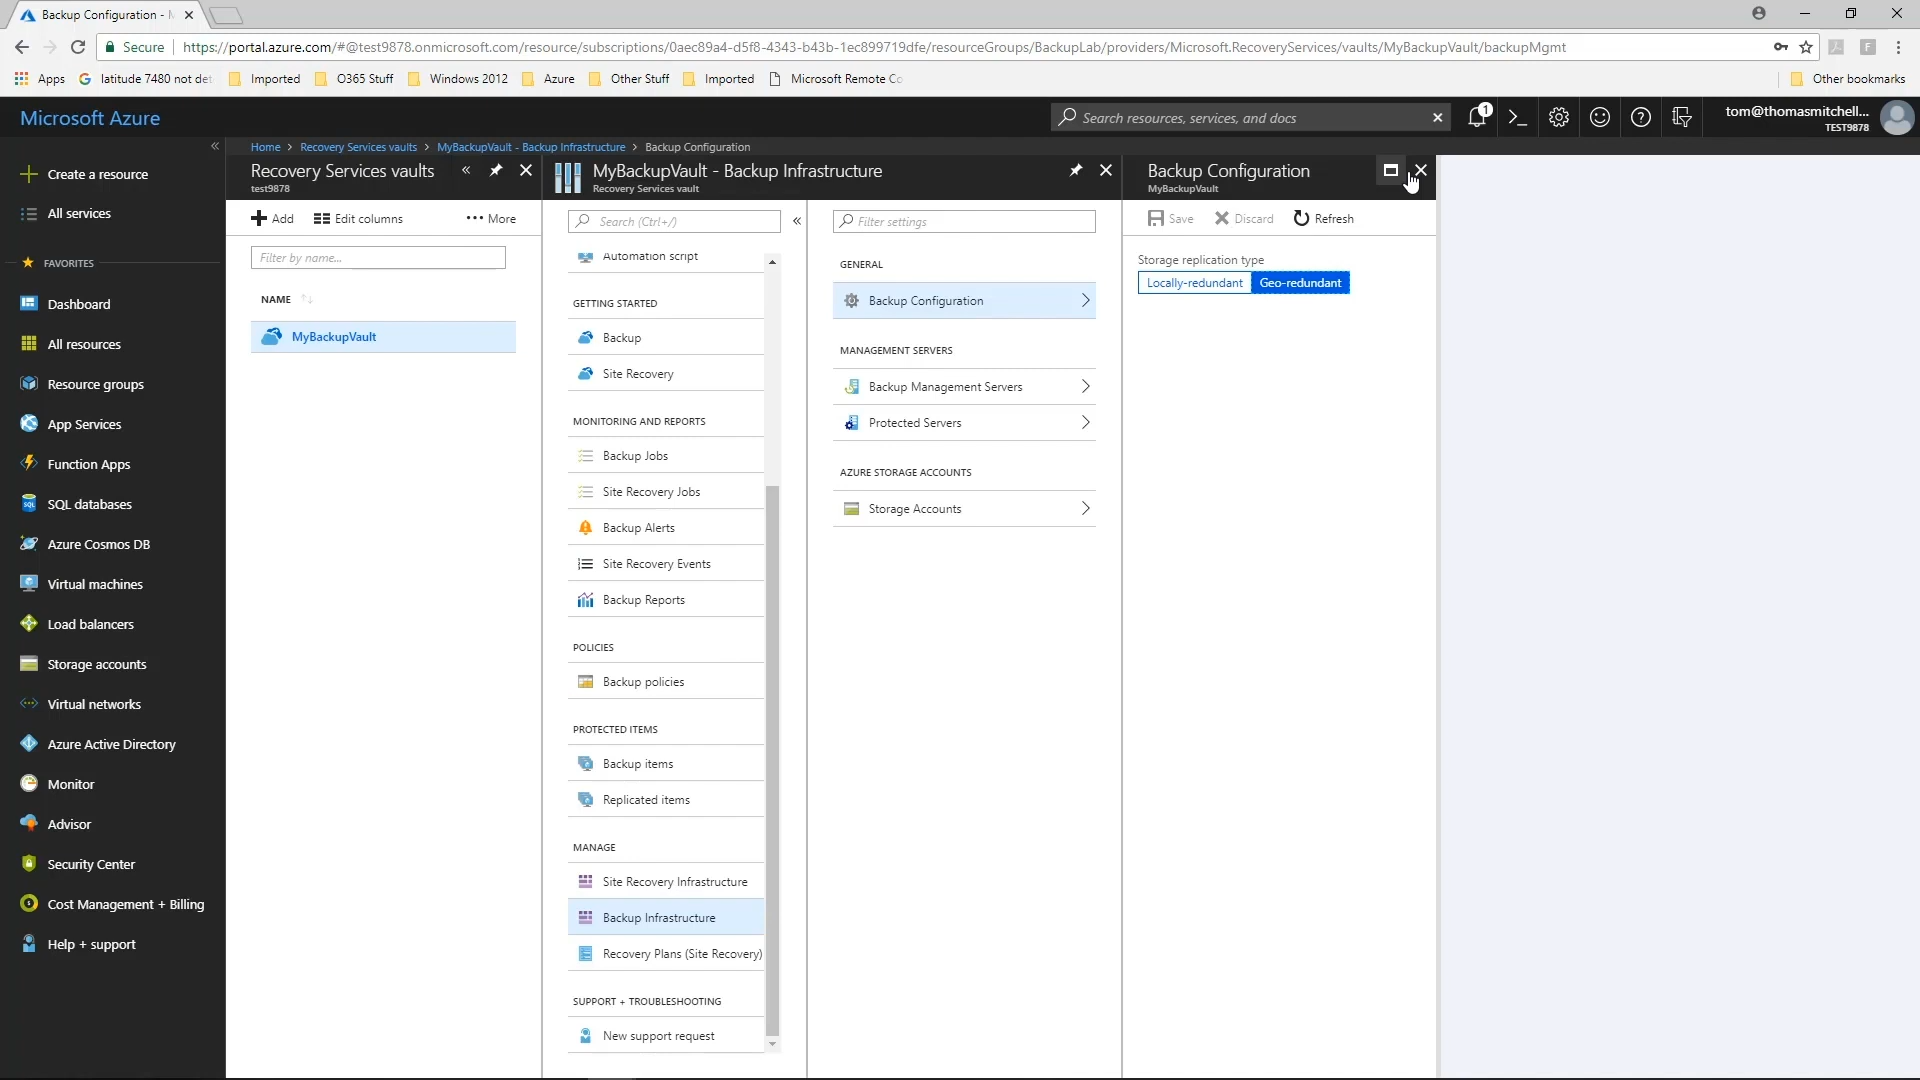 Backup Configuration - M
Secure
https://portal.azure.com/#@test9878.onmicrosoft.com/resource/subscriptions/0aec89a4-d5f8-4343-b43b-1ec899719dfe/resourceGroups/BackupLab/providers/Microsoft.RecoveryServices/vaults/MyBackupVault/backupMgmt
Apps
latitude 7480 not det
Imported
O365 Stuff
Windows 2012
Azure
Other Stuff
Imported
Microsoft Remote Co
Other bookmarks
Microsoft Azure
Search resources, services, and docs
1
tom@thomasmitchell...
TEST9878
Home > Recovery Services vaults > MyBackupVault - Backup Infrastructure > Backup Configuration
Create a resource
All services
FAVORITES
Dashboard
All resources
Resource groups
App Services
Function Apps
SQL databases
Azure Cosmos DB
Virtual machines
Load balancers
Storage accounts
Virtual networks
Azure Active Directory
Monitor
Advisor
Security Center
Cost Management + Billing
Help + support
Recovery Services vaults
test9878
Add
Edit columns
More
Filter by name...
NAME
MyBackupVault
MyBackupVault - Backup Infrastructure
Recovery Services vault
Search (Ctrl+/)
Automation script
GETTING STARTED
Backup
Site Recovery
MONITORING AND REPORTS
Backup Jobs
Site Recovery Jobs
Backup Alerts
Site Recovery Events
Backup Reports
POLICIES
Backup policies
PROTECTED ITEMS
Backup items
Replicated items
MANAGE
Site Recovery Infrastructure
Backup Infrastructure
Recovery Plans (Site Recovery)
SUPPORT + TROUBLESHOOTING
New support request
Filter settings
GENERAL
Backup Configuration
MANAGEMENT SERVERS
Backup Management Servers
Protected Servers
AZURE STORAGE ACCOUNTS
Storage Accounts
Backup Configuration
MyBackupVault
Save
Discard
Refresh
Storage replication type
Locally-redundant
Geo-redundant